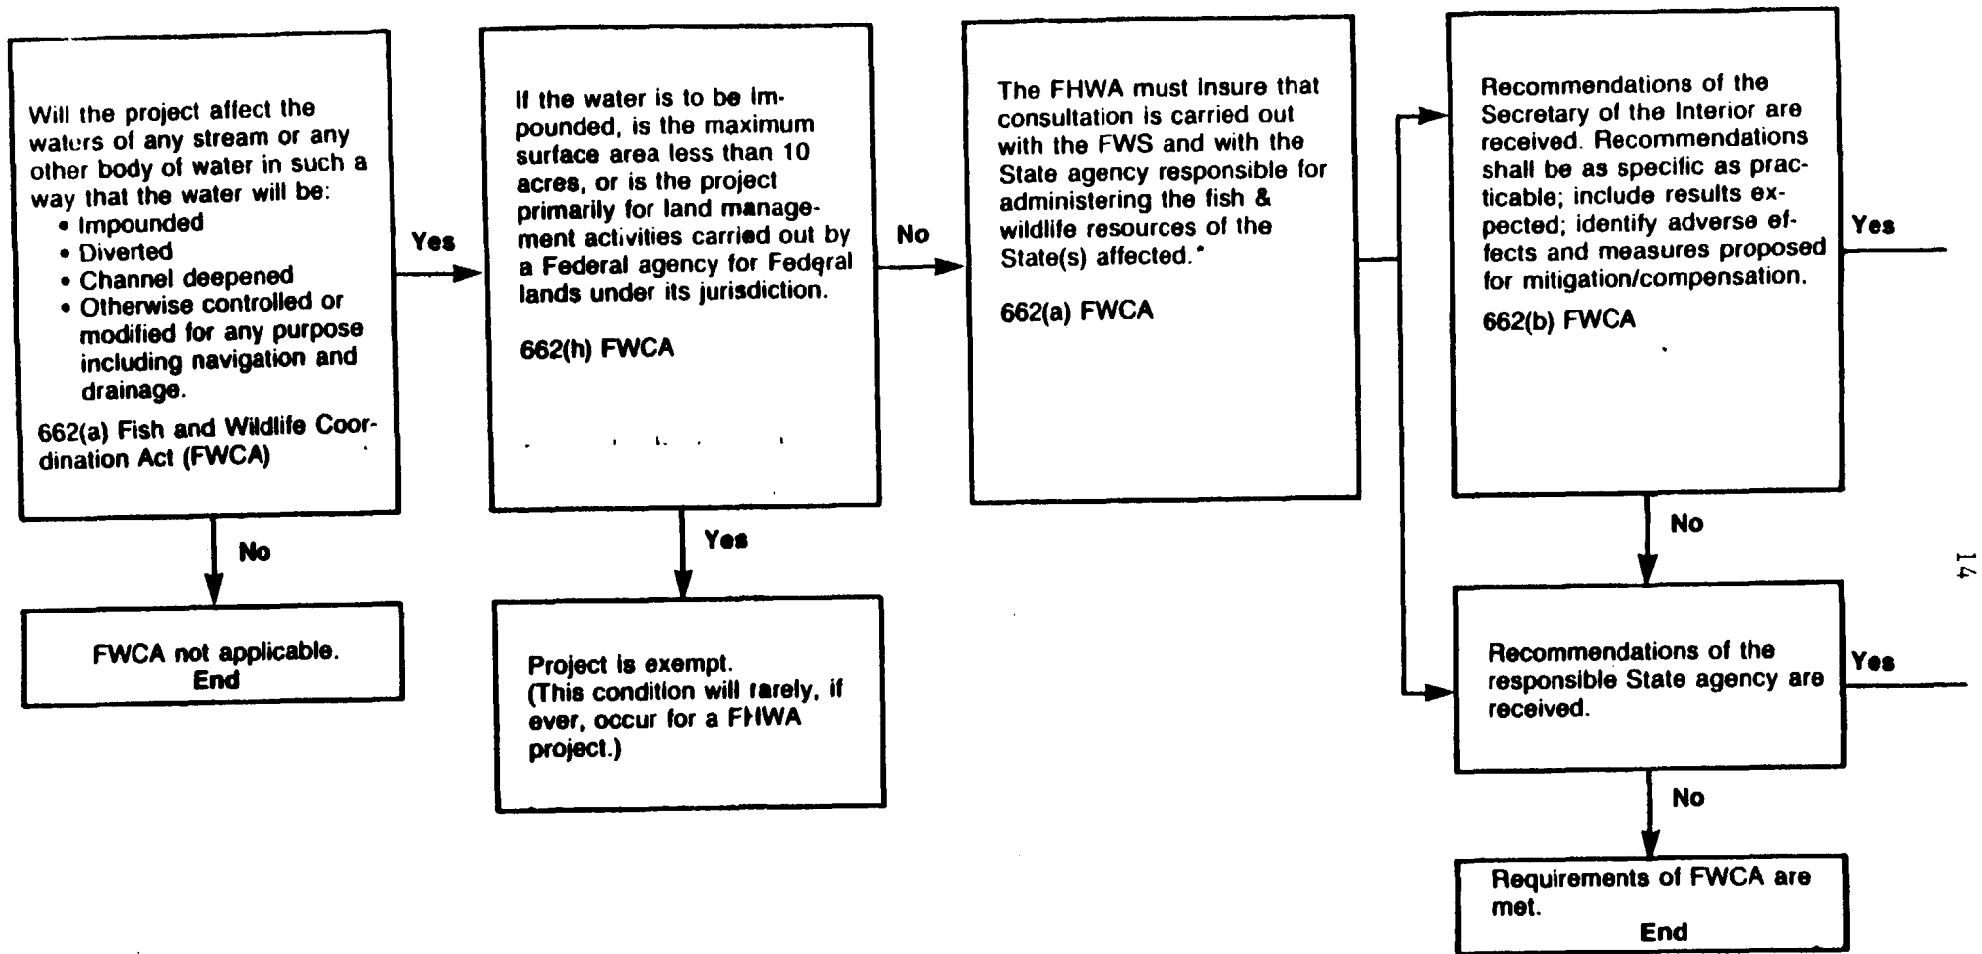 Will the project affect the
waters of any stream or any
other body of water in such a
way that the water will be:
• Impounded
• Diverted
• Channel deepened
• Otherwise controlled or
modified for any purpose
including navigation and
drainage.
662(a) Fish and Wildlife Coor-
dination Act (FWCA)
Yes
No
FWCA not applicable.
End
If the water is to be im-
pounded, is the maximum
surface area less than 10
acres, or is the project
primarily for land manage-
ment activities carried out by
a Federal agency for Federal
lands under its jurisdiction.
662(h) FWCA
No
Yes
Project is exempt.
(This condition will rarely, if
ever, occur for a FHWA
project.)
The FHWA must insure that
consultation is carried out
with the FWS and with the
State agency responsible for
administering the fish &
wildlife resources of the
State(s) affected.*
662(a) FWCA
Recommendations of the
Secretary of the Interior are
received. Recommendations
shall be as specific as prac-
ticable; include results ex-
pected; identify adverse ef-
fects and measures proposed
for mitigation/compensation.
662(b) FWCA
Yes
No
Recommendations of the
responsible State agency are
received.
Yes
No
Requirements of FWCA are
met.
End
14